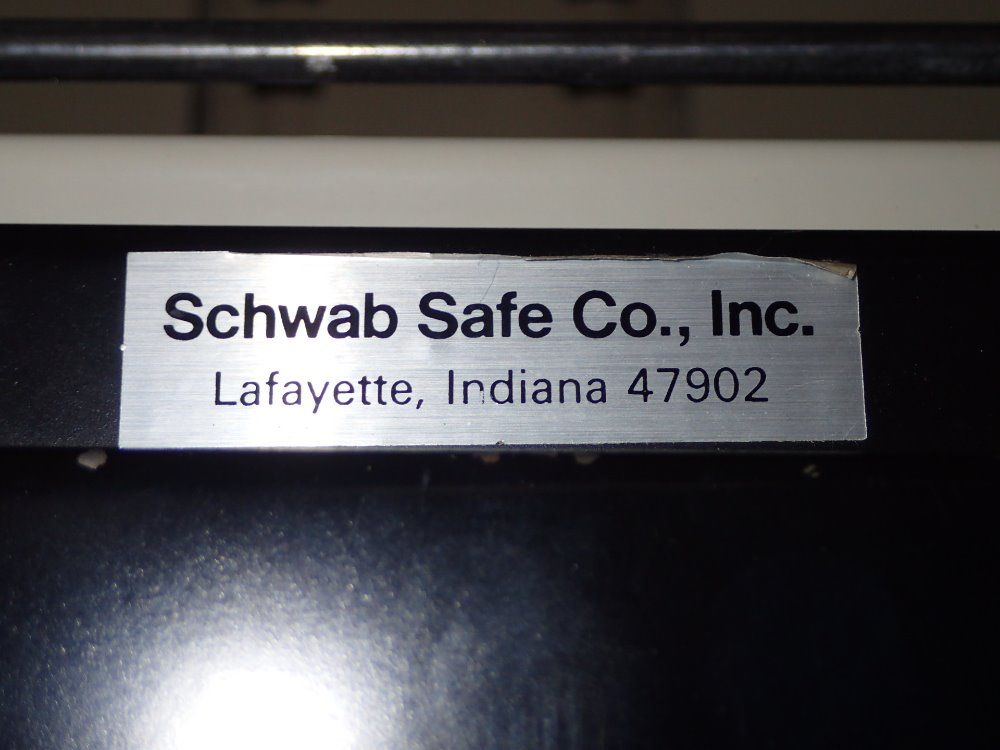 Schwab Safe Co., Inc.
Lafayette, Indiana 47902